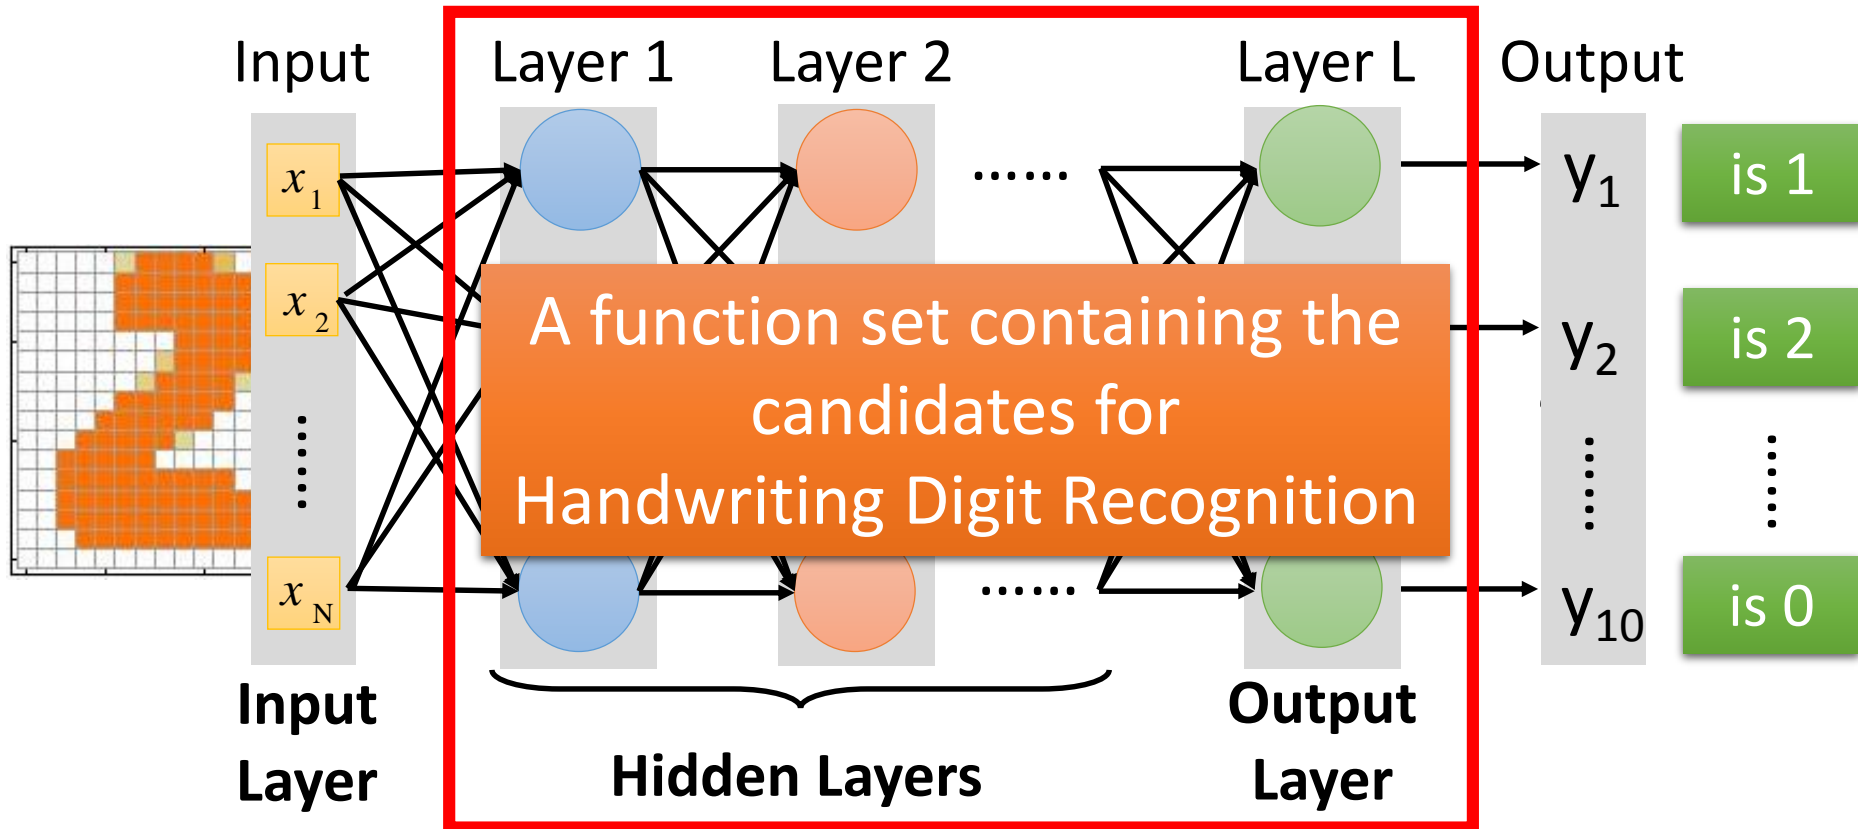 Input Layer 1 Layer 2 Layer L Output
x1 y1 is 1
......
x2 y2 is 2
A function set containing the
candidates for
Handwriting Digit Recognition
...... ...... ......
xN ...... y10 is 0
Input Layer
Hidden Layers
Output Layer